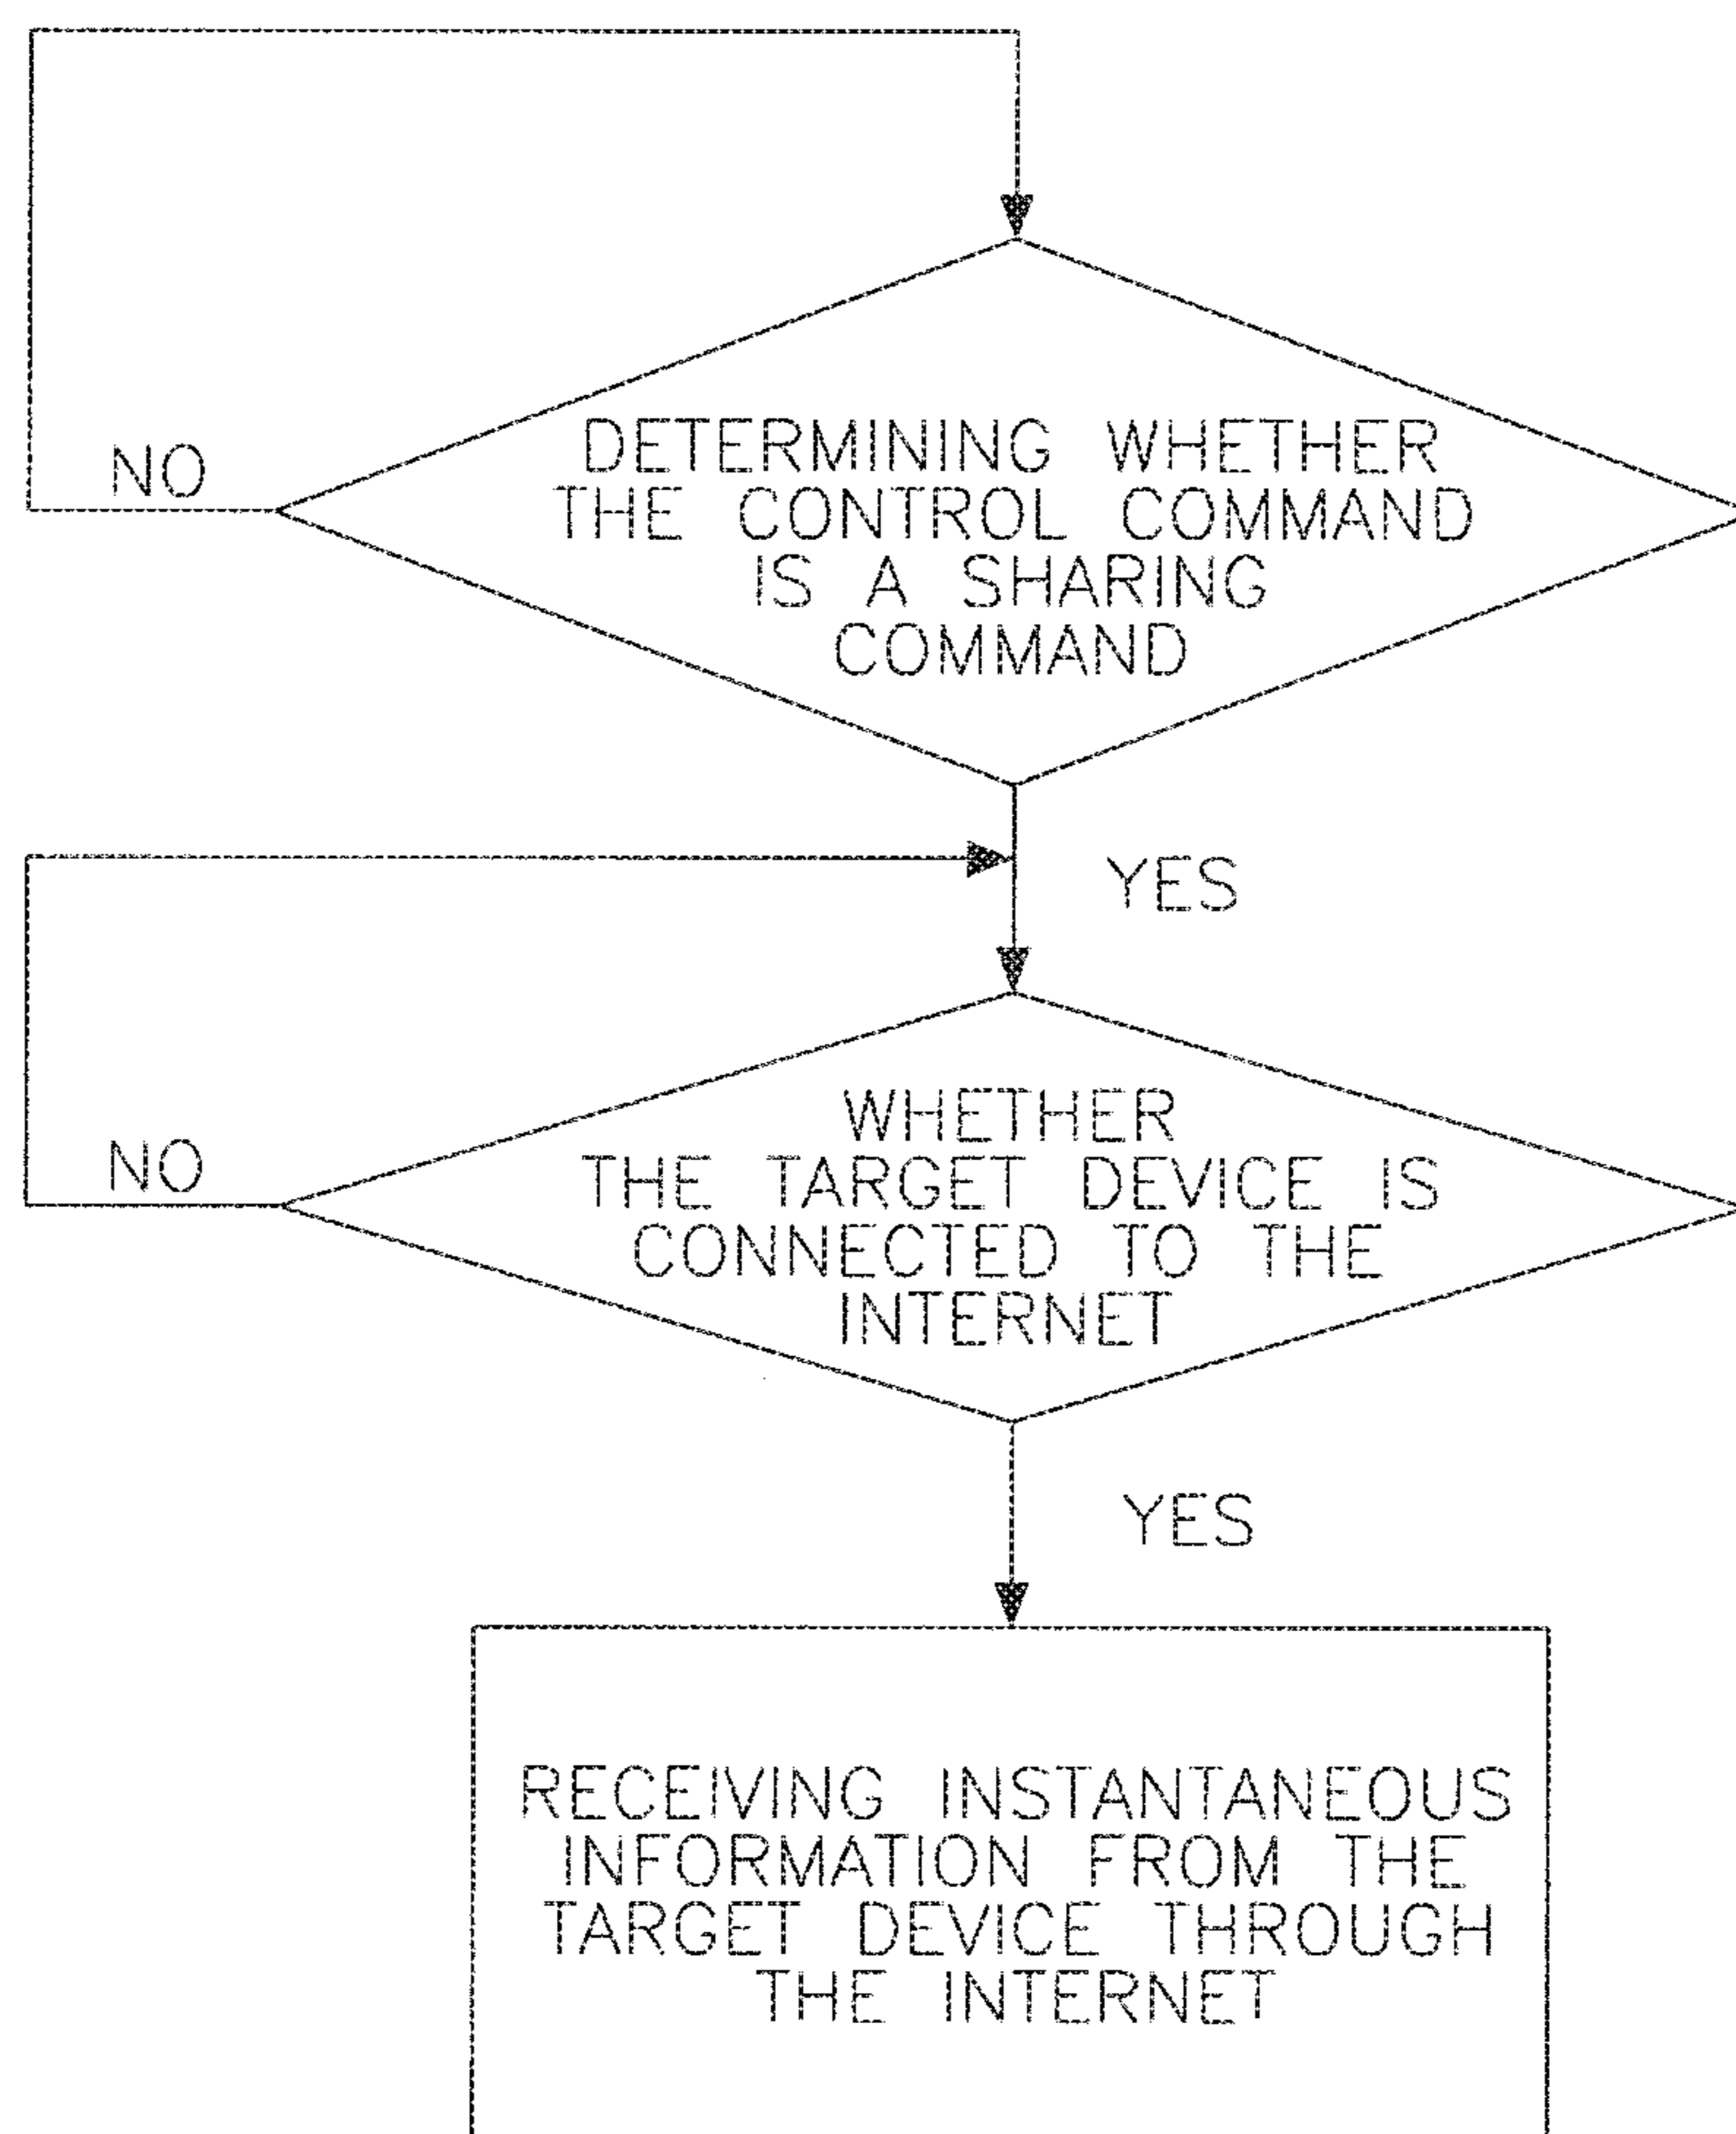 DETERMINING WHETHER
THE CONTROL COMMAND
IS A SHARING
COMMAND
NO
YES
WHETHER
THE TARGET DEVICE IS
CONNECTED TO THE
INTERNET
NO
YES
RECEIVING INSTANTANEOUS
INFORMATION FROM THE
TARGET DEVICE THROUGH
THE INTERNET